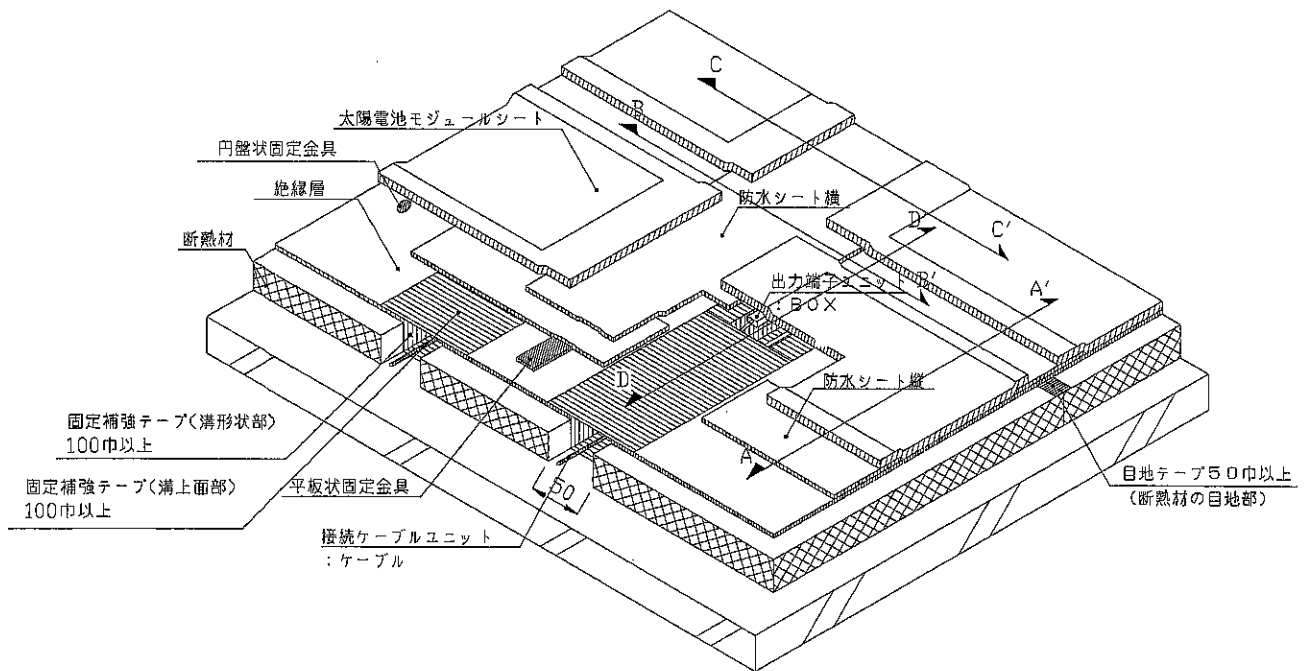 C
B
太陽電池モジュールシート
円盤状固定金具
絶縁層
断熱材
防水シート横
D
C'
出力端子ユニット
：BOX
B'
A'
D
防水シート縦
A
固定補強テープ(溝形状部)
100巾以上
固定補強テープ(溝上面部)
100巾以上
平板状固定金具
50
接続ケーブルユニット
：ケーブル
目地テープ50巾以上
(断熱材の目地部)